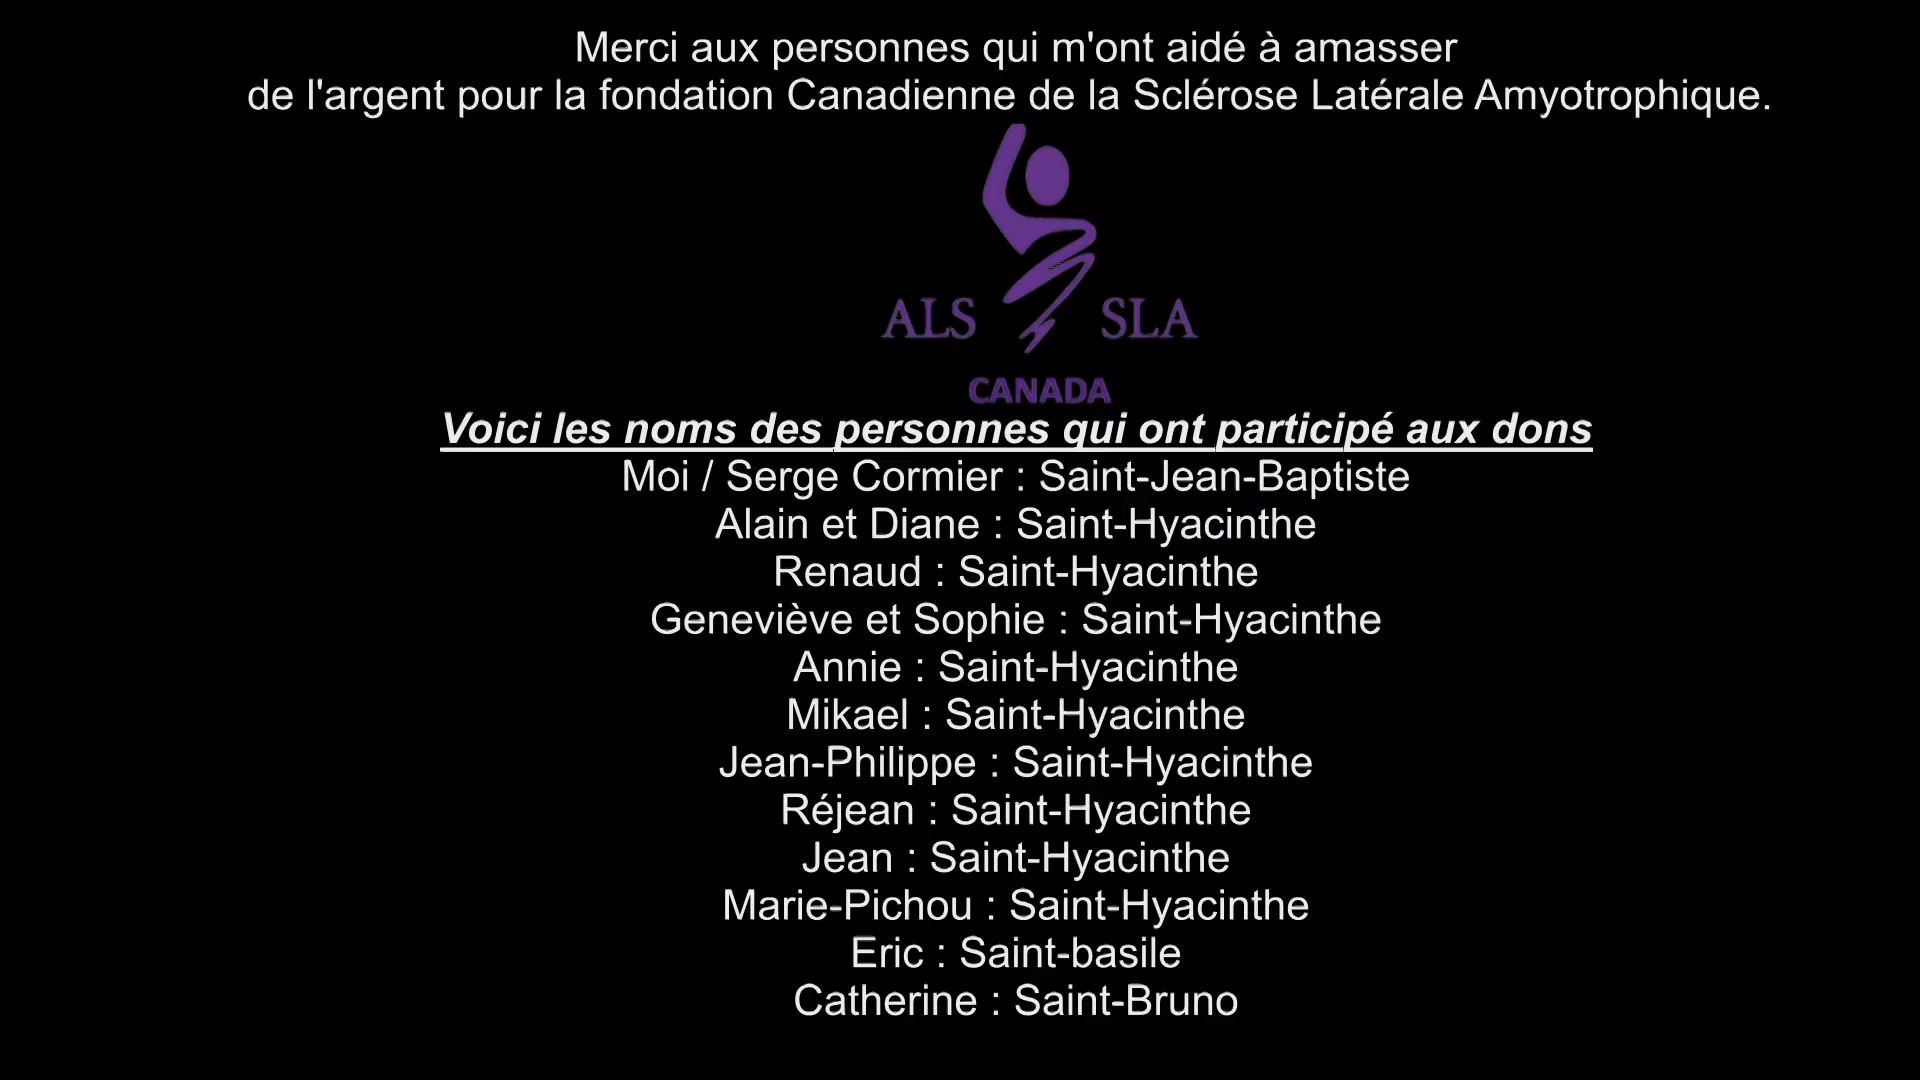 Merci aux personnes qui m'ont aidé à amasser
de l'argent pour la fondation Canadienne de la Sclérose Latérale Amyotrophique.
ALS SLA
CANADA
Voici les noms des personnes qui ont participé aux dons
Moi / Serge Cormier : Saint-Jean-Baptiste
Alain et Diane : Saint-Hyacinthe
Renaud : Saint-Hyacinthe
Geneviève et Sophie : Saint-Hyacinthe
Annie : Saint-Hyacinthe
Mikael : Saint-Hyacinthe
Jean-Philippe : Saint-Hyacinthe
Réjean : Saint-Hyacinthe
Jean : Saint-Hyacinthe
Marie-Pichou : Saint-Hyacinthe
Eric : Saint-basile
Catherine : Saint-Bruno